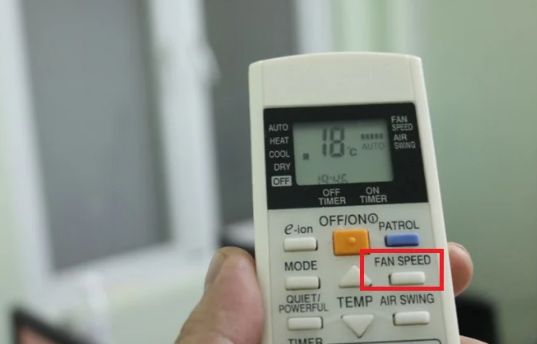 AUTO
HEAT
COOL
DRY
OFF
18°C
AUTO
FAN
SPEED
AIR
SWING
OFF
TIMER
ON
TIMER
OFF/ON
e-ion
PATROL
MODE
FAN SPEED
QUIET/
POWERFUL
TEMP
AIR SWING
TIMER